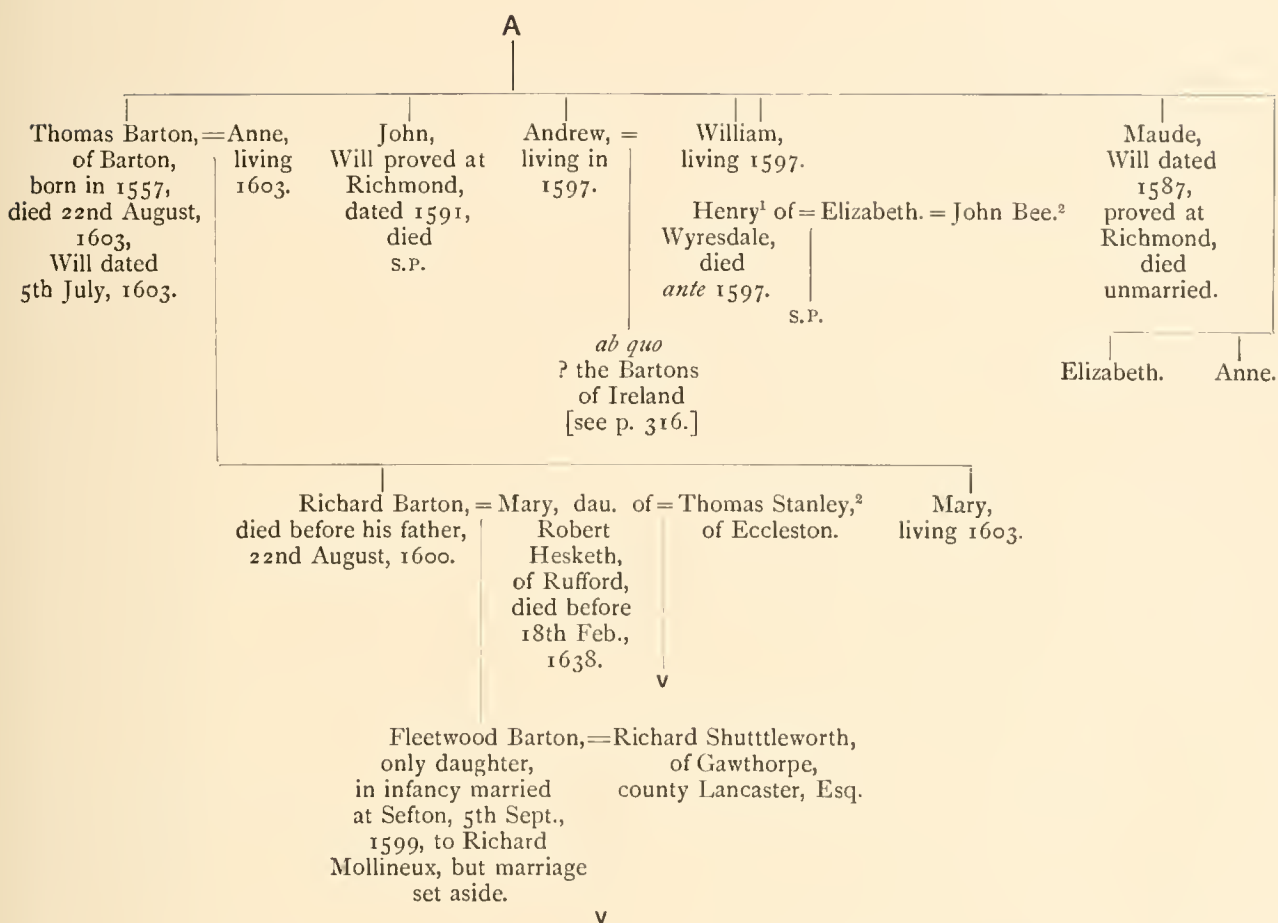 A
Thomas Barton, = Anne,
of Barton, living
born in 1557, 1603.
died 22nd August,
1603,
Will dated
5th July, 1603.
John,
Will proved at
Richmond,
dated 1591,
died
S.P.
Andrew, =
living in
1597.
ab quo
? the Bartons
of Ireland
[see p. 316.]
William,
living 1597.
Henry¹ of = Elizabeth. = John Bee.²
Wyresdale,
died
ante 1597.
S.P.
Maude,
Will dated
1587,
proved at
Richmond,
died
unmarried.
Elizabeth. Anne.
Richard Barton, = Mary, dau. of = Thomas Stanley,²
died before his father, Robert of Eccleston.
22nd August, 1600. Hesketh,
of Rufford,
died before
18th Feb.,
1638.
v
Mary,
living 1603.
Fleetwood Barton, = Richard Shutttleworth,
only daughter, of Gawthorpe,
in infancy married county Lancaster, Esq.
at Sefton, 5th Sept.,
1599, to Richard
Mollineux, but marriage
set aside.
v